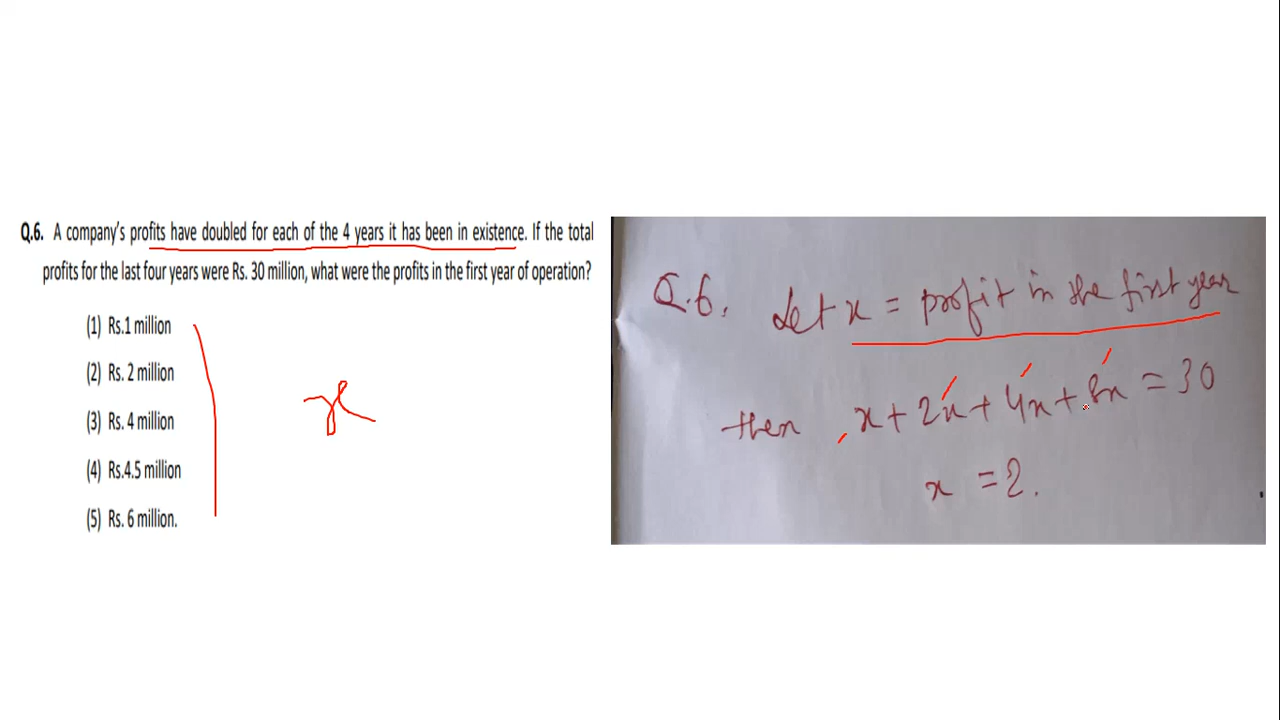 Q.6. A company's profits have doubled for each of the 4 years it has been in existence. If the total
profits for the last four years were Rs. 30 million, what were the profits in the first year of operation?
(1) Rs.1 million
(2) Rs. 2 million
(3) Rs. 4 million
(4) Rs.4.5 million
(5) Rs. 6 million.
x
Q.6. Let x = profit in the first year
then x + 2x + 4x + 8x = 30
x = 2.